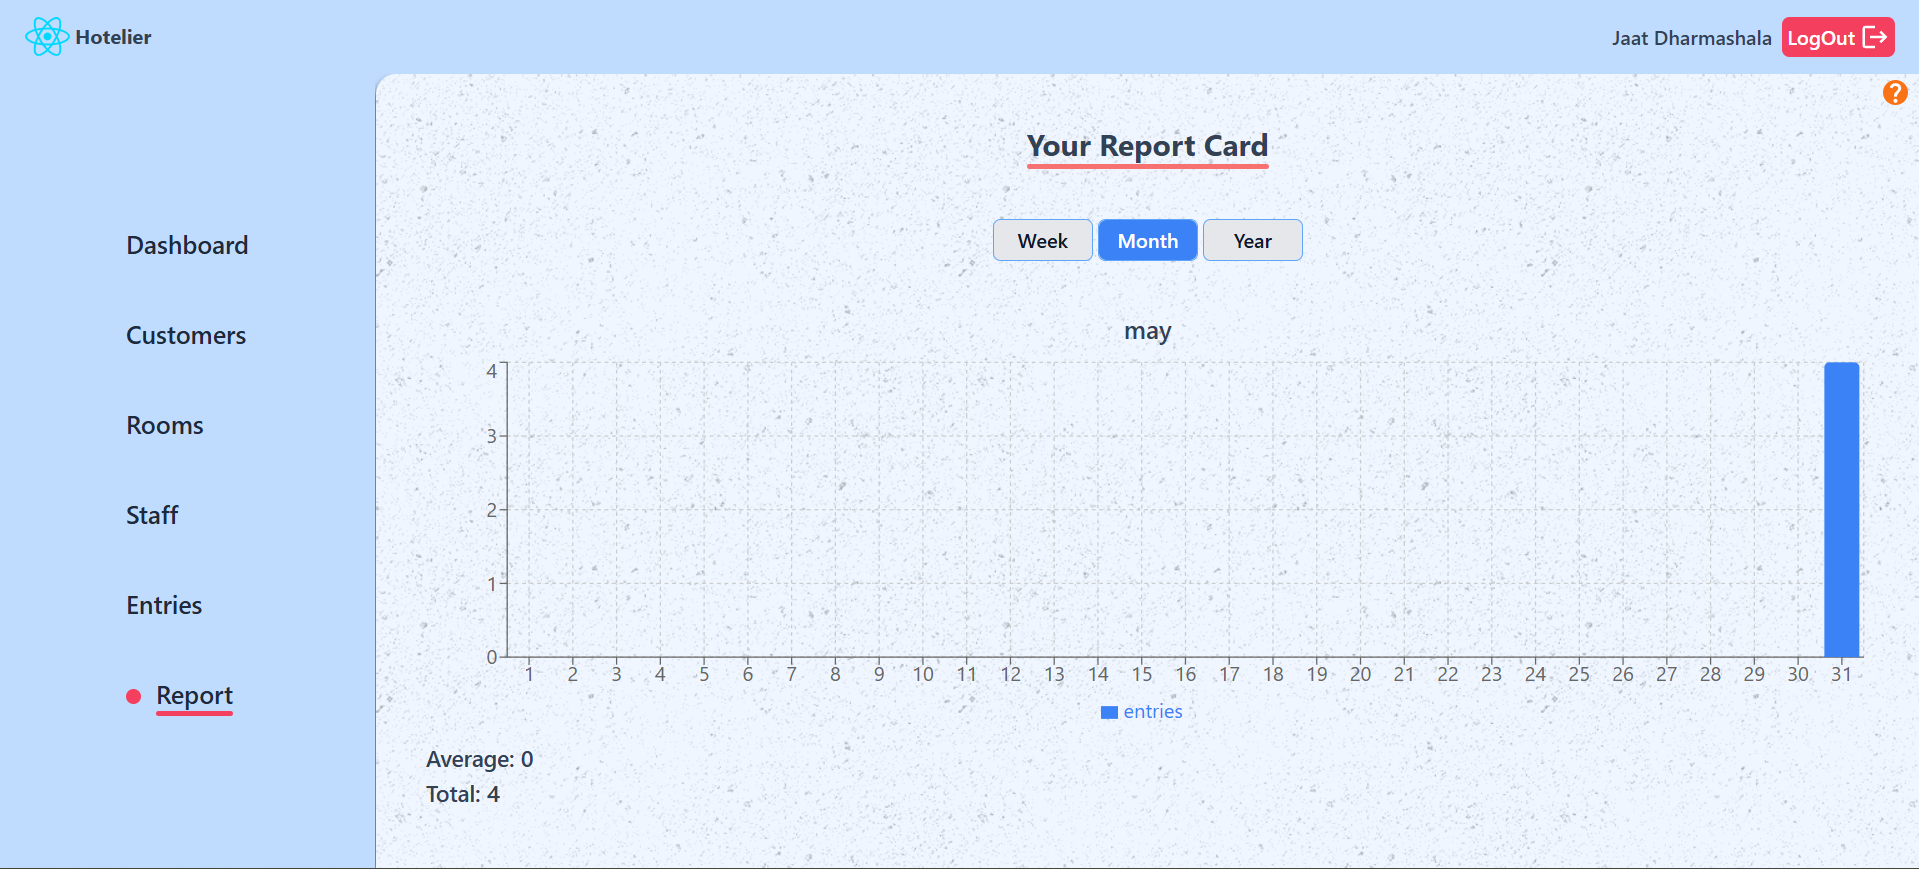 Hotelier
Jaat Dharmashala
LogOut
?
Your Report Card
Week Month Year
Dashboard
Customers
Rooms
Staff
Entries
Report
may
4
3
2
1
0
1 2 3 4 5 6 7 8 9 10 11 12 13 14 15 16 17 18 19 20 21 22 23 24 25 26 27 28 29 30 31
entries
Average: 0
Total: 4